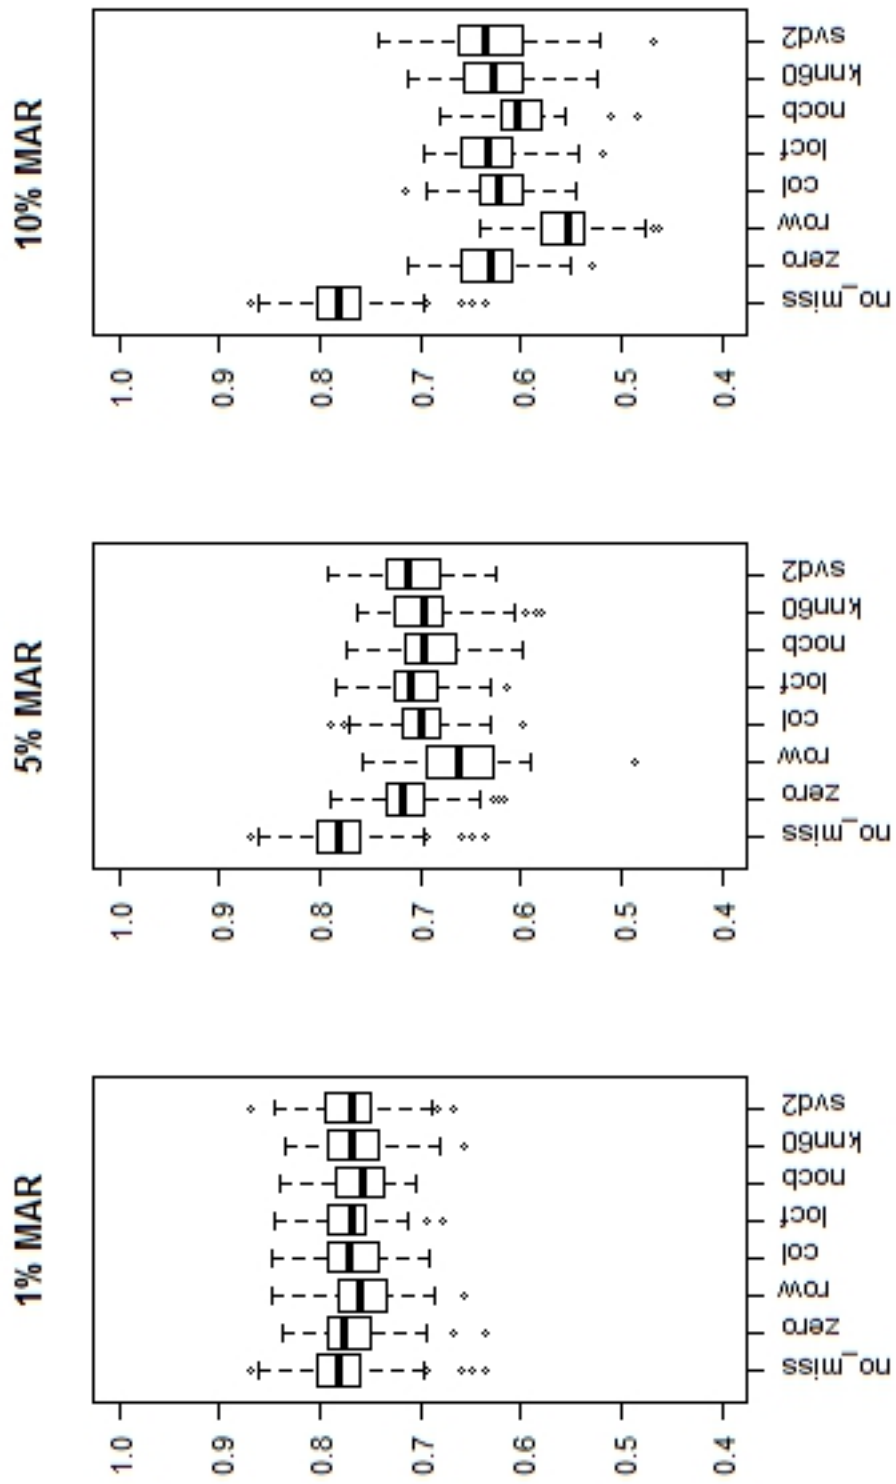 10% MAR
svd2
knn60
nocb
locf
col
row
zero
no_miss
1.0
0.9
0.8
0.7
0.6
0.5
0.4
5% MAR
svd2
knn60
nocb
locf
col
row
zero
no_miss
1.0
0.9
0.8
0.7
0.6
0.5
0.4
1% MAR
svd2
knn60
nocb
locf
col
row
zero
no_miss
1.0
0.9
0.8
0.7
0.6
0.5
0.4